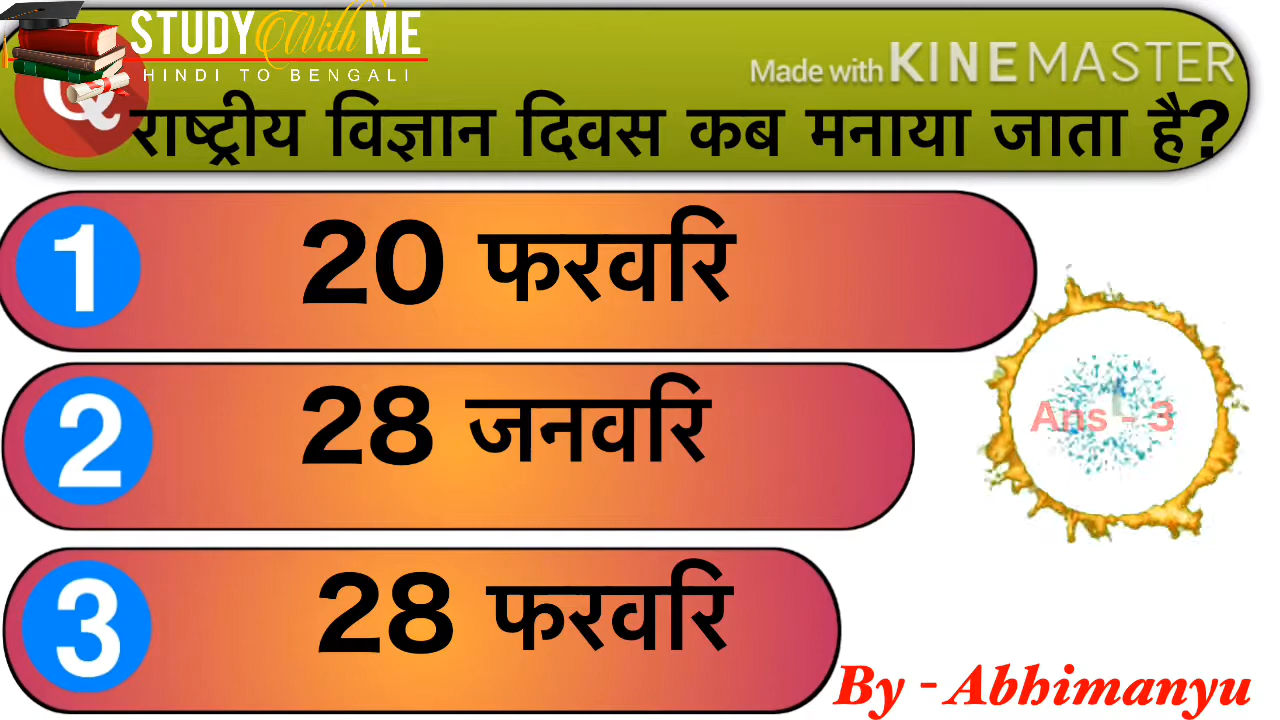 STUDY With ME
HINDI TO BENGALI
Made with KINEMASTER
Q
राष्ट्रीय विज्ञान दिवस कब मनाया जाता है?
1 20 फरवरि
2 28 जनवरि
Ans - 3
3 28 फरवरि
By - Abhimanyu